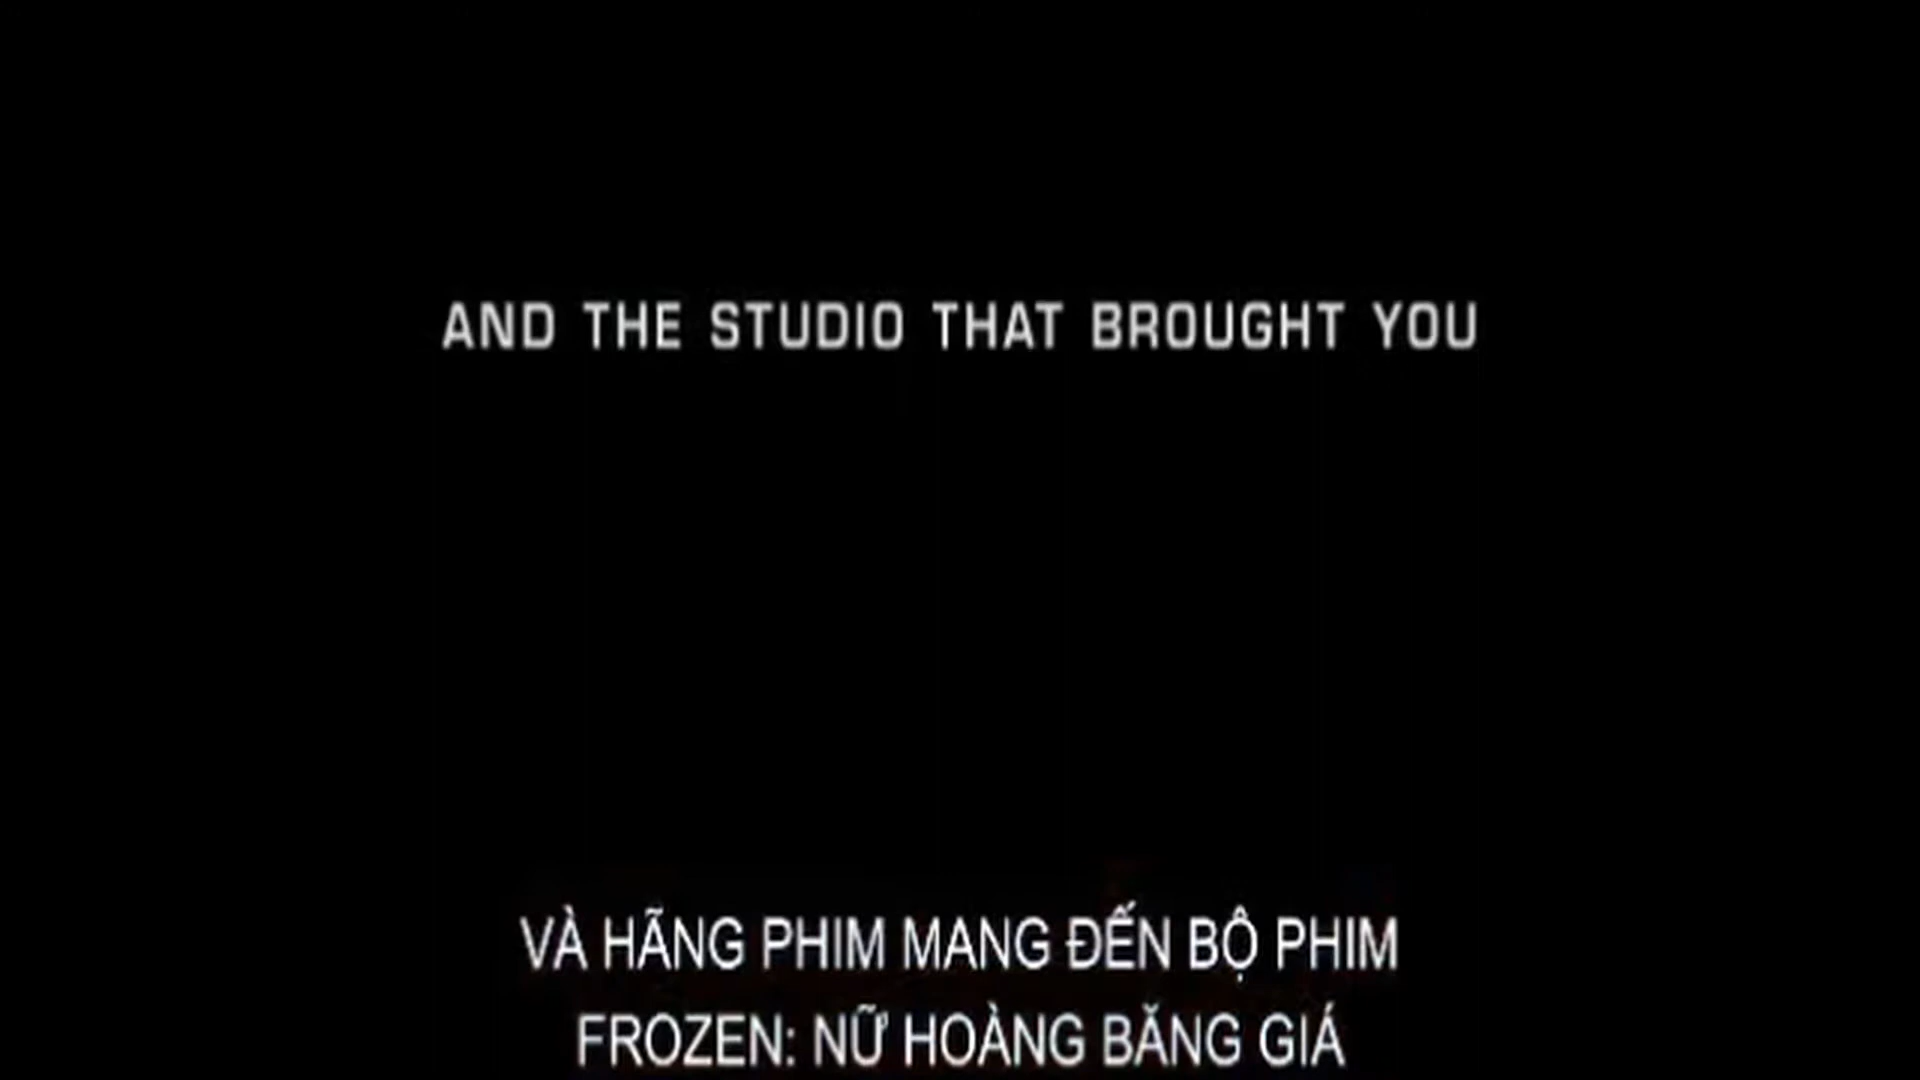 AND THE STUDIO THAT BROUGHT YOU
VÀ HÃNG PHIM MANG ĐẾN BỘ PHIM
FROZEN: NỮ HOÀNG BĂNG GIÁ